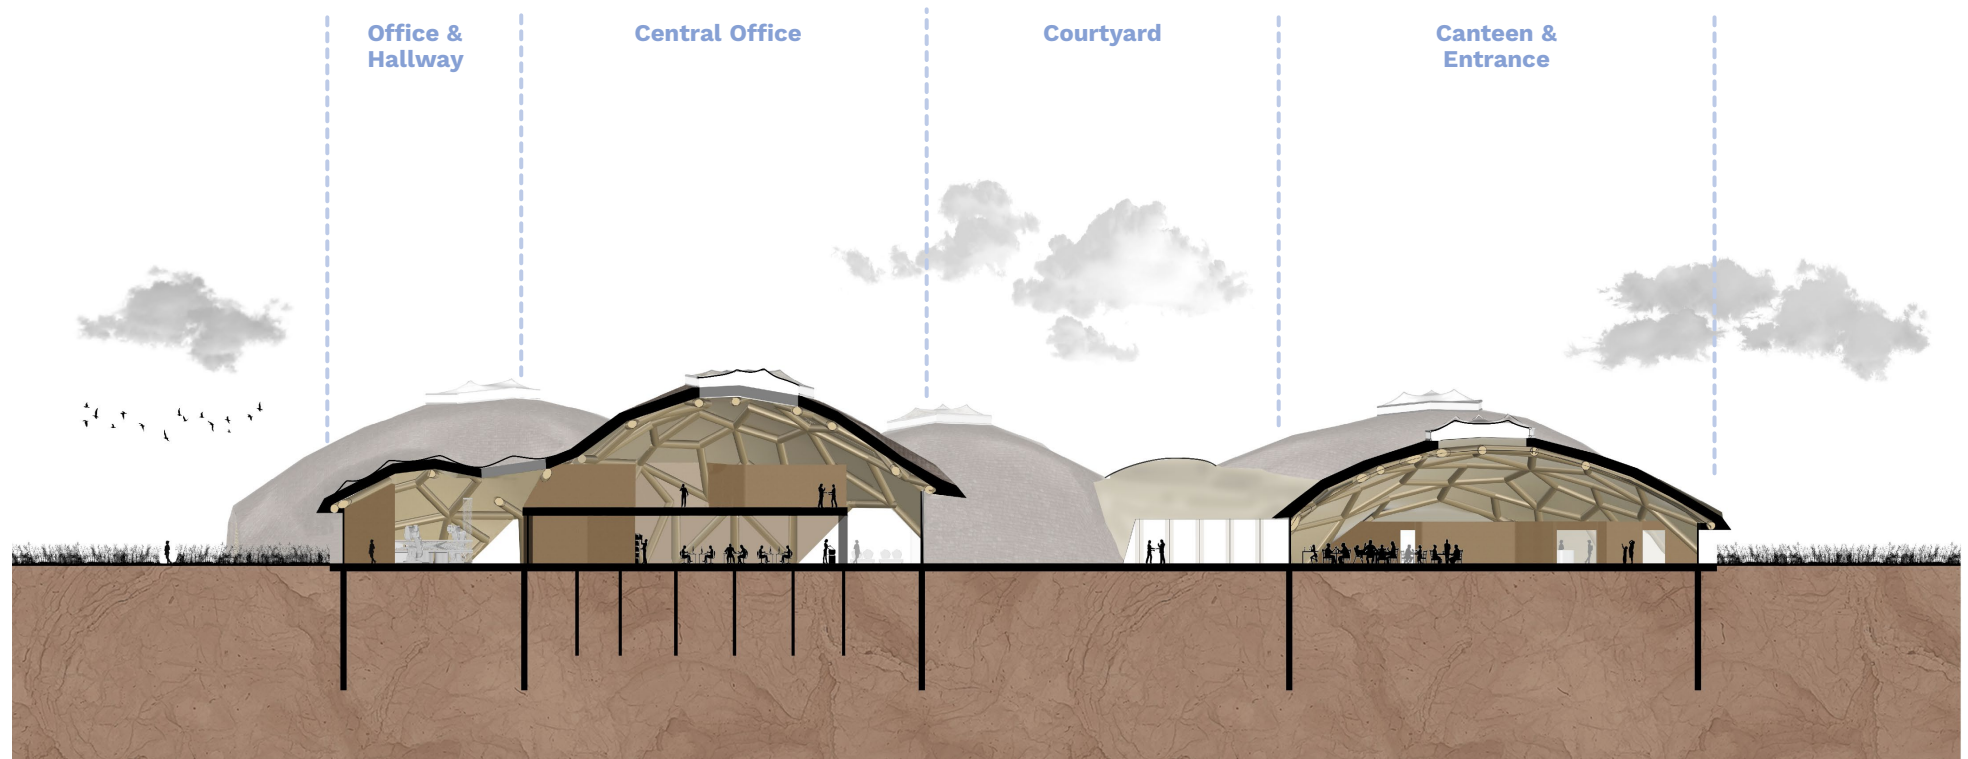 Office &
Hallway
Central Office
Courtyard
Canteen &
Entrance